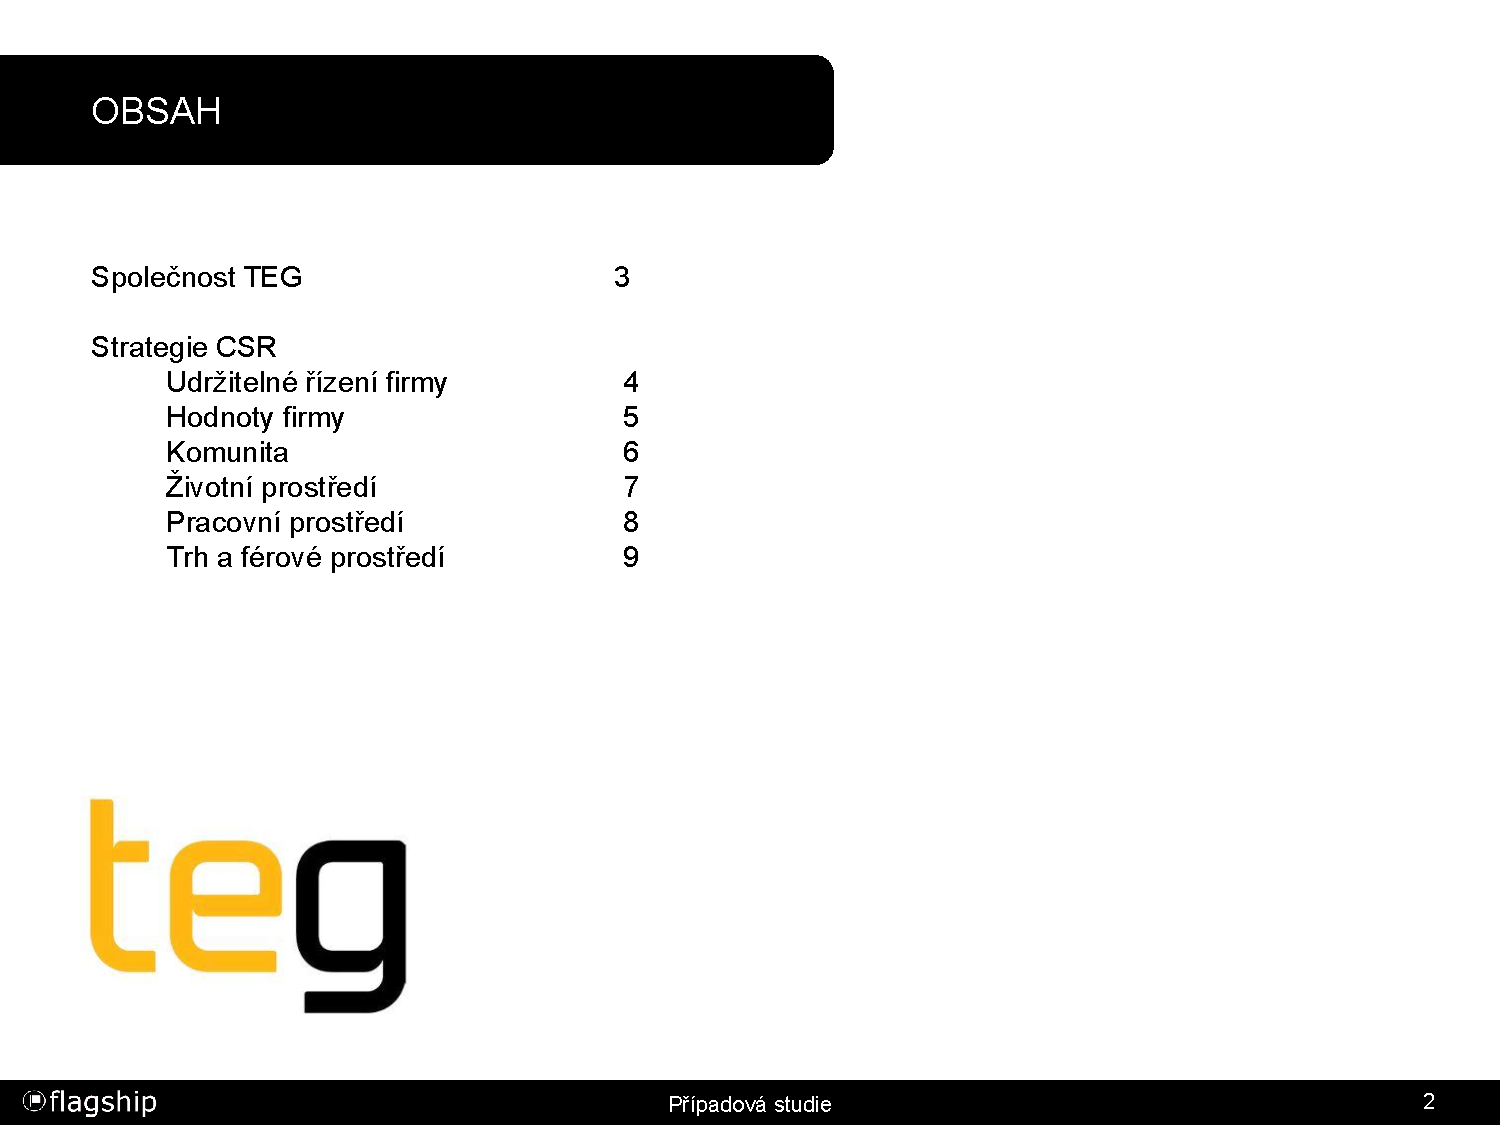 OBSAH
Společnost TEG 3
Strategie CSR
Udržitelné řízení firmy 4
Hodnoty firmy 5
Komunita 6
Životní prostředí 7
Pracovní prostředí 8
Trh a férové prostředí 9
teg
flagship Případová studie 2